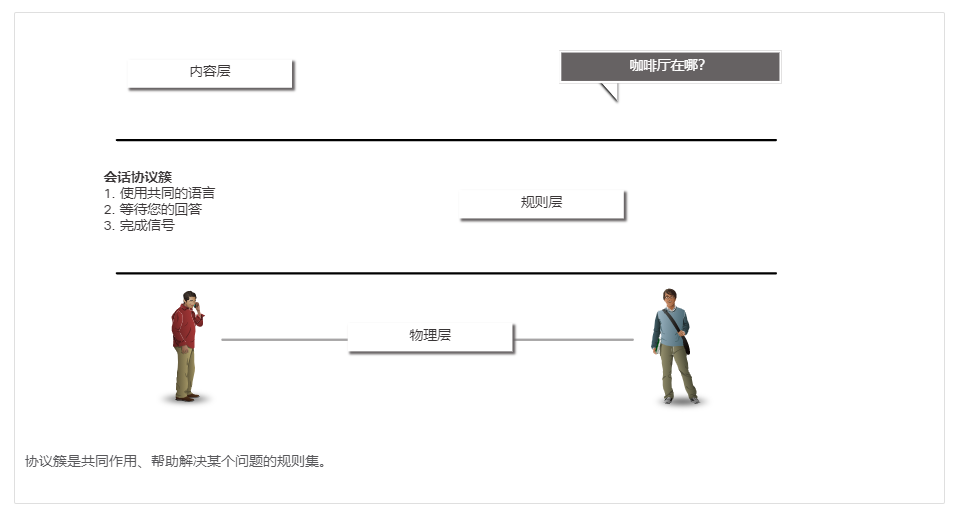 内容层
咖啡厅在哪？
会话协议簇
1. 使用共同的语言
2. 等待您的回答
3. 完成信号
规则层
物理层
协议簇是共同作用、帮助解决某个问题的规则集。